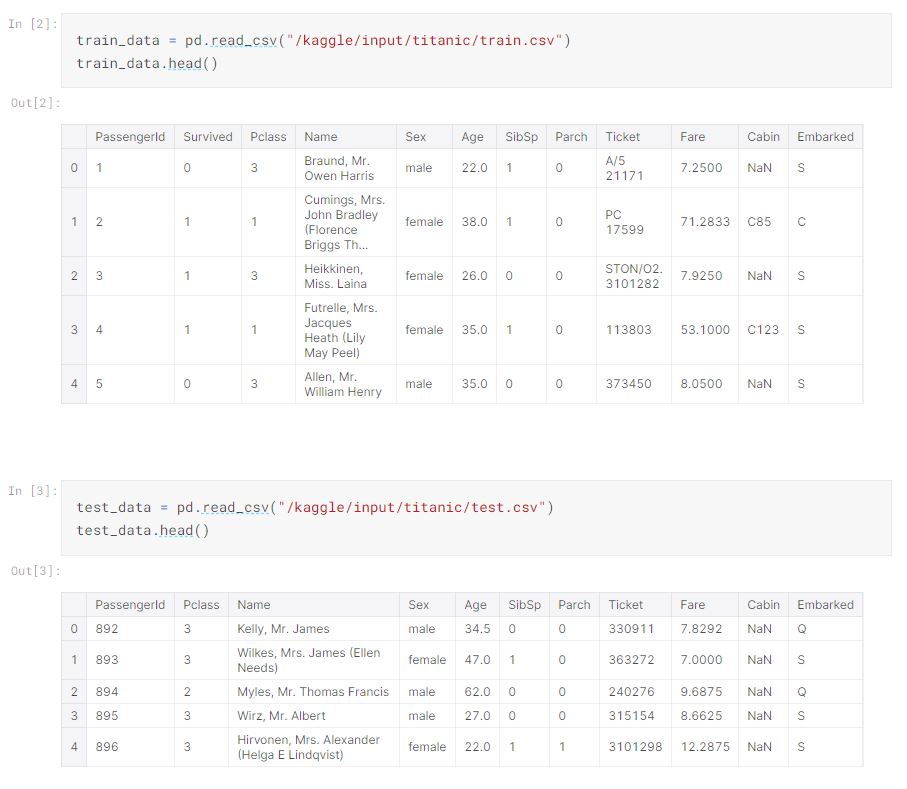 In [2]:
train_data = pd.read_csv("/kaggle/input/titanic/train.csv")
train_data.head()
Out[2]:
PassengerId Survived Pclass Name Sex Age SibSp Parch Ticket Fare Cabin Embarked
0 1 0 3 Braund, Mr. Owen Harris male 22.0 1 0 A/5 21171 7.2500 NaN S
1 2 1 1 Cumings, Mrs. John Bradley (Florence Briggs Th... female 38.0 1 0 PC 17599 71.2833 C85 C
2 3 1 3 Heikkinen, Miss. Laina female 26.0 0 0 STON/O2. 3101282 7.9250 NaN S
3 4 1 1 Futrelle, Mrs. Jacques Heath (Lily May Peel) female 35.0 1 0 113803 53.1000 C123 S
4 5 0 3 Allen, Mr. William Henry male 35.0 0 0 373450 8.0500 NaN S
In [3]:
test_data = pd.read_csv("/kaggle/input/titanic/test.csv")
test_data.head()
Out[3]:
PassengerId Pclass Name Sex Age SibSp Parch Ticket Fare Cabin Embarked
0 892 3 Kelly, Mr. James male 34.5 0 0 330911 7.8292 NaN Q
1 893 3 Wilkes, Mrs. James (Ellen Needs) female 47.0 1 0 363272 7.0000 NaN S
2 894 2 Myles, Mr. Thomas Francis male 62.0 0 0 240276 9.6875 NaN Q
3 895 3 Wirz, Mr. Albert male 27.0 0 0 315154 8.6625 NaN S
4 896 3 Hirvonen, Mrs. Alexander (Helga E Lindqvist) female 22.0 1 1 3101298 12.2875 NaN S